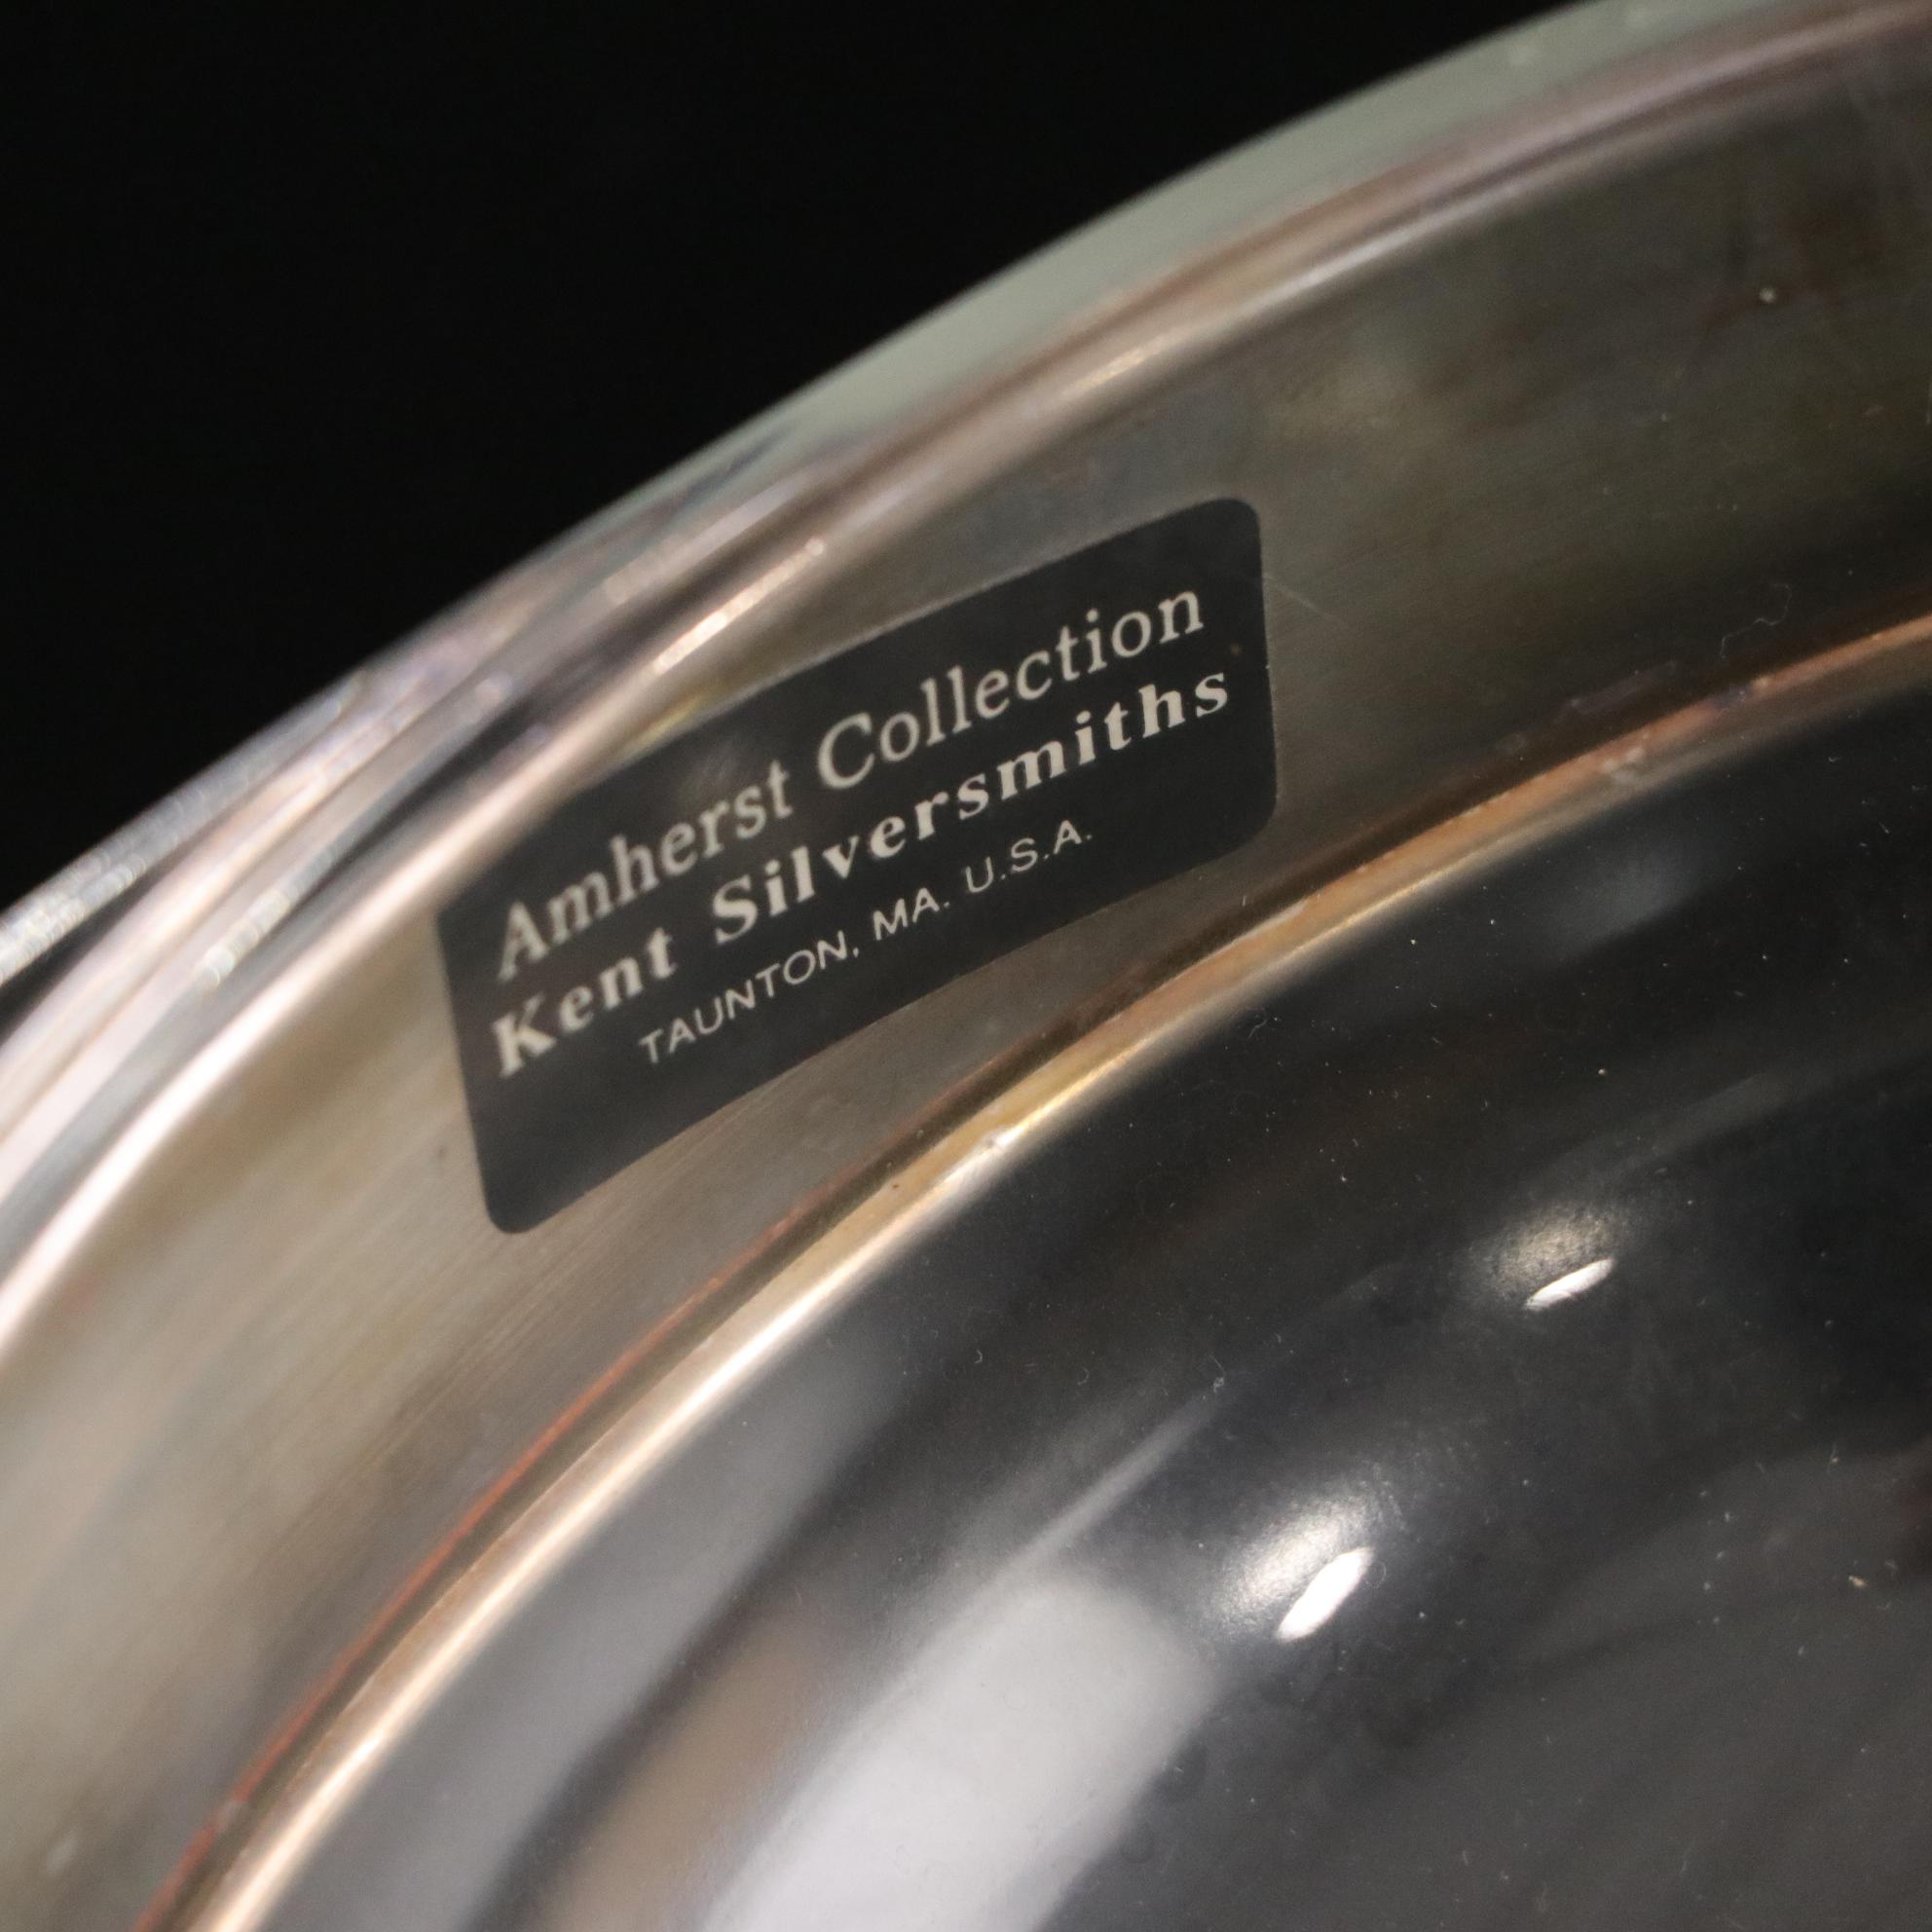 Amherst Collection
Kent Silversmiths
TAUNTON, MA. U.S.A.